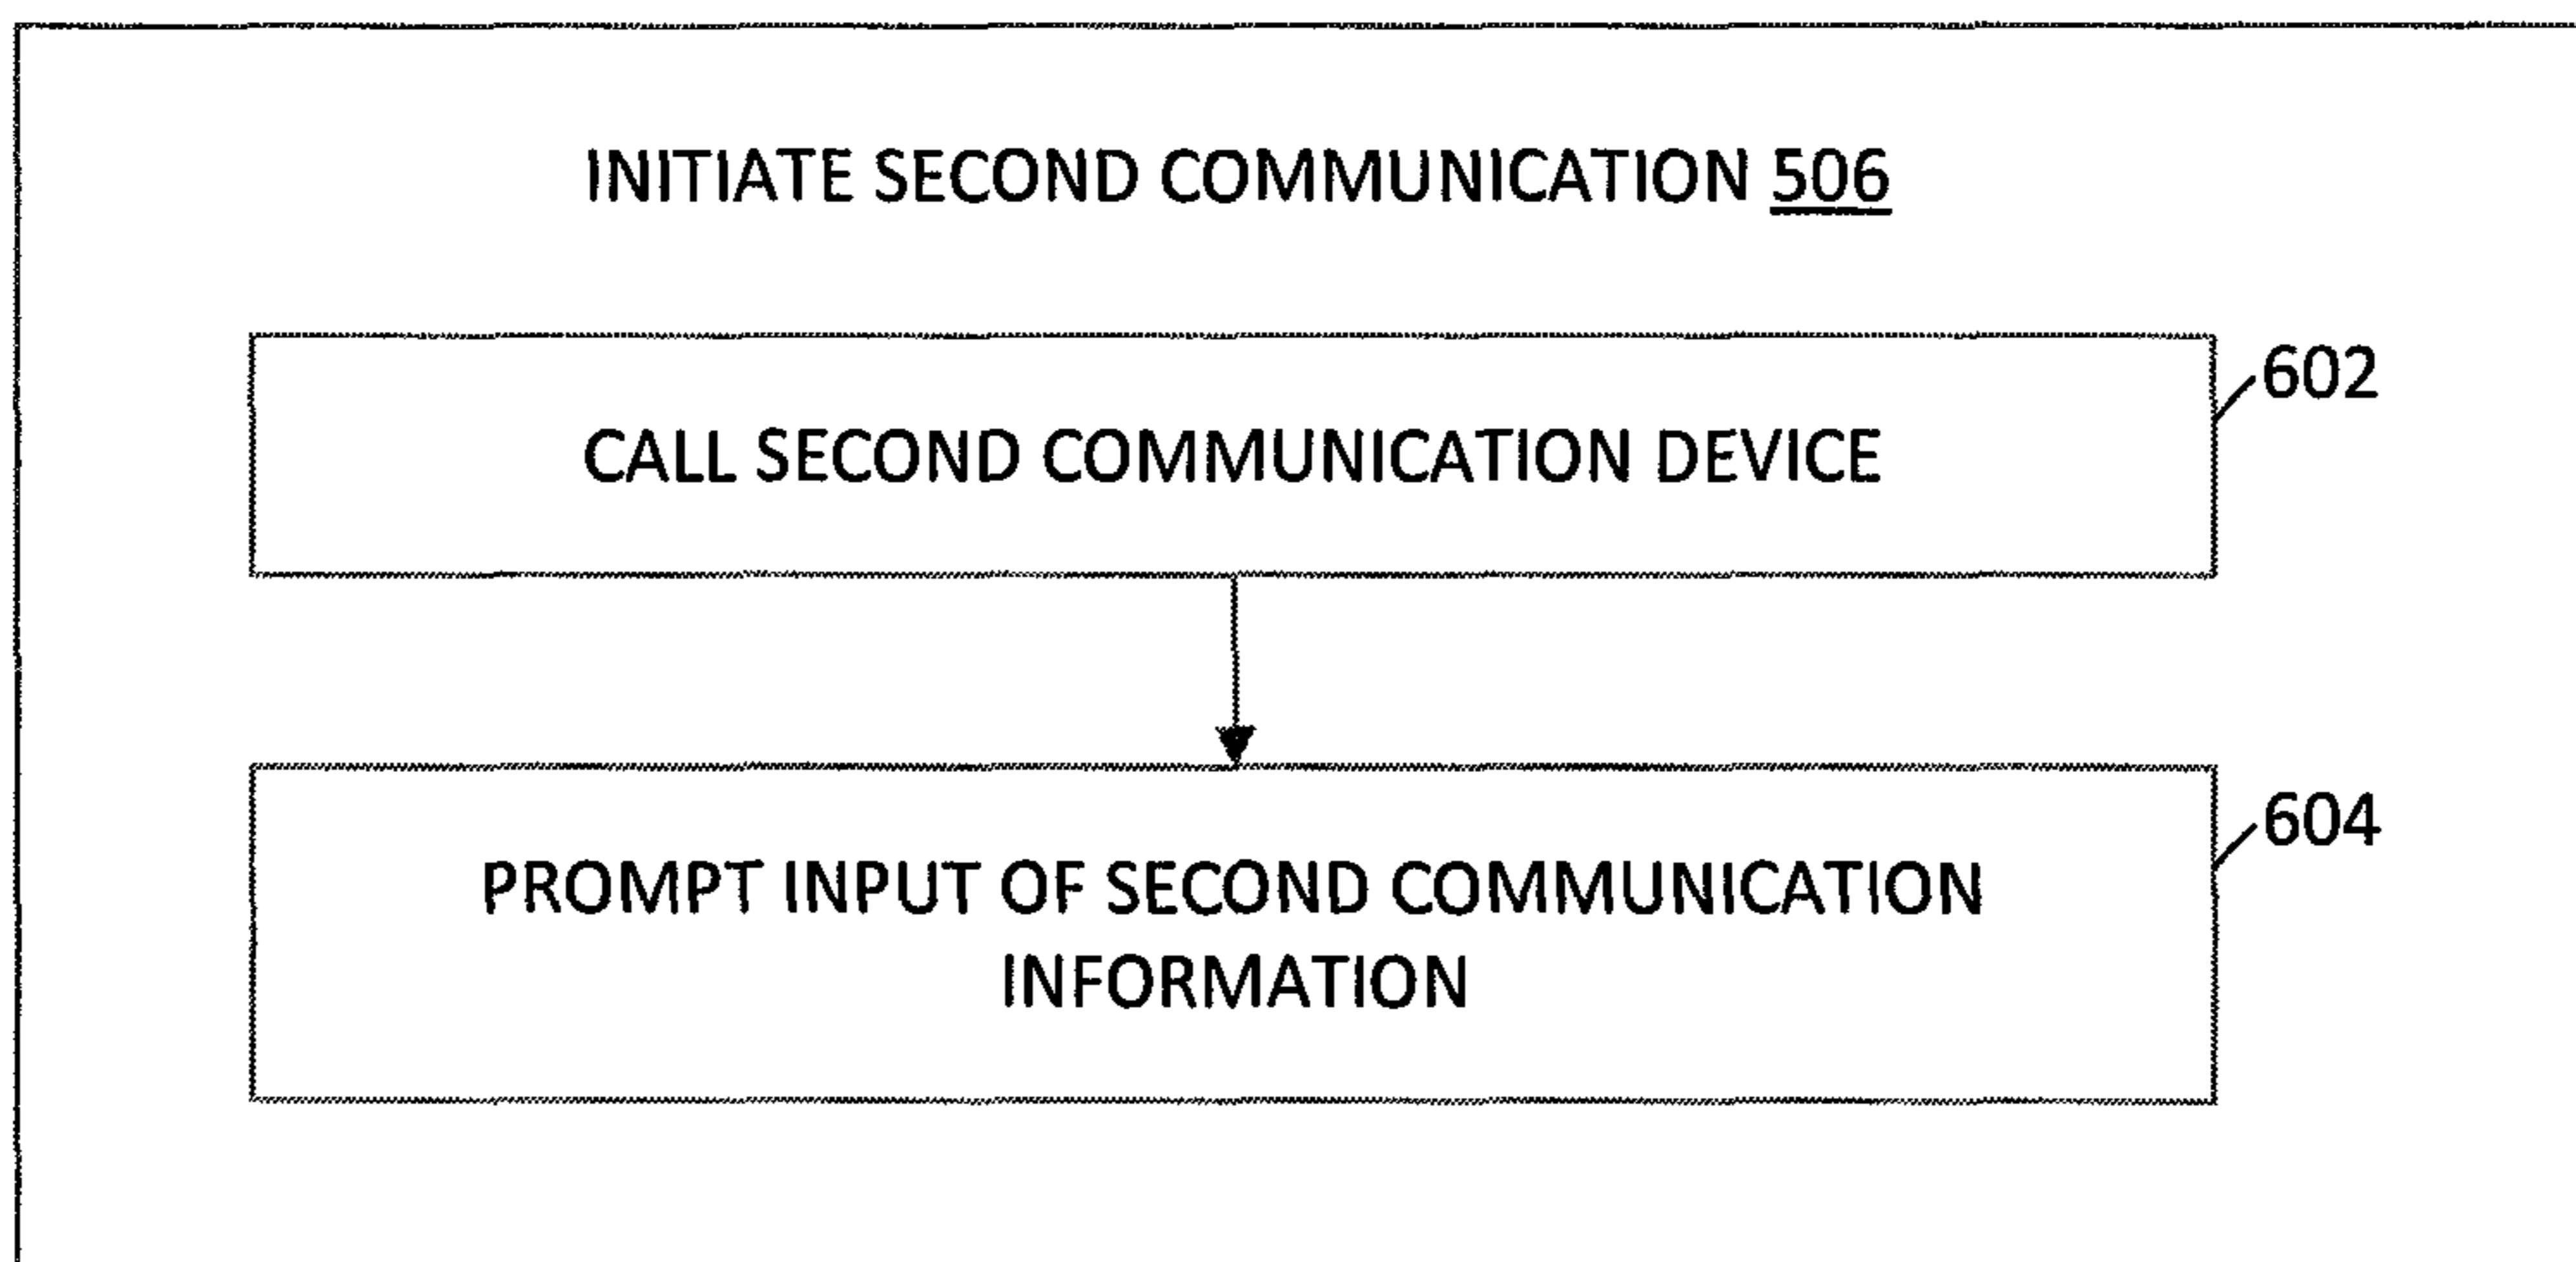 INITIATE SECOND COMMUNICATION 506
602
CALL SECOND COMMUNICATION DEVICE
604
PROMPT INPUT OF SECOND COMMUNICATION
INFORMATION